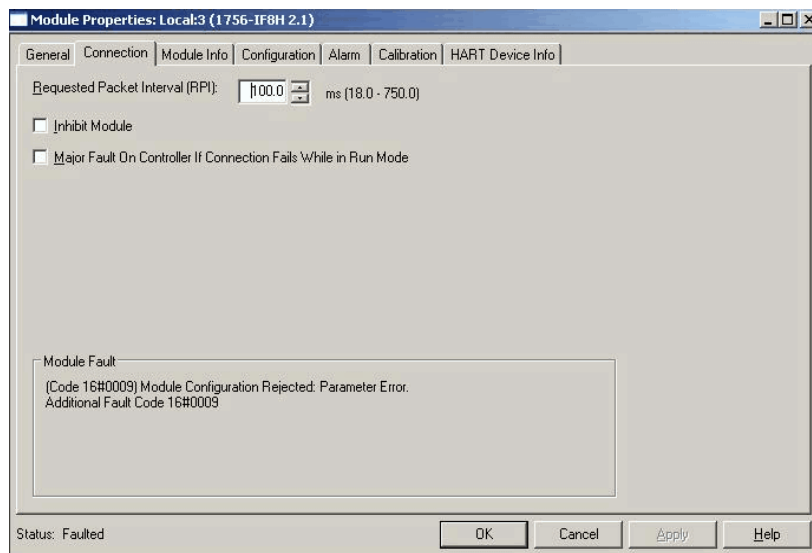 Module Properties: Local:3 (1756-IF8H 2.1)
General Connection Module Info Configuration Alarm Calibration HART Device Info
Requested Packet Interval (RPI): 100.0 ms (18.0 - 750.0)
Inhibit Module
Major Fault On Controller If Connection Fails While in Run Mode
Module Fault
(Code 16#0009) Module Configuration Rejected: Parameter Error.
Additional Fault Code 16#0009
Status: Faulted OK Cancel Apply Help